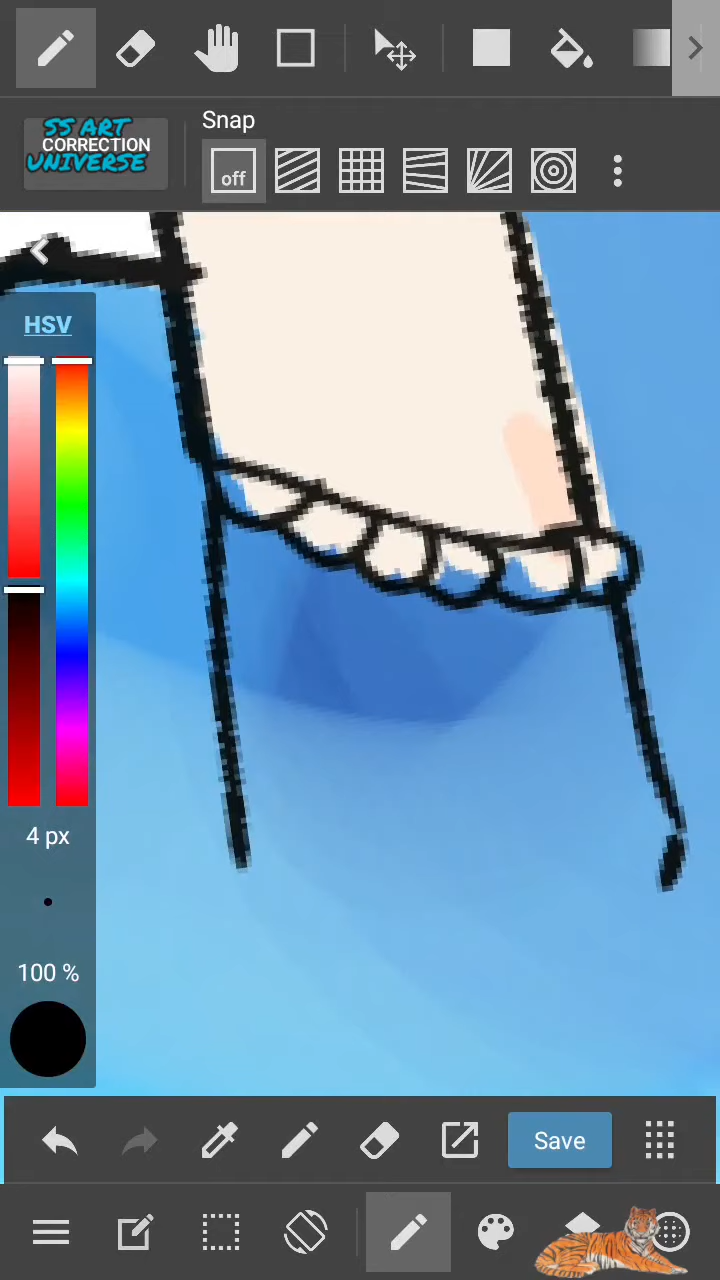 SS ART
CORRECTION
UNIVERSE
Snap
off
HSV
4 px
100 %
Save